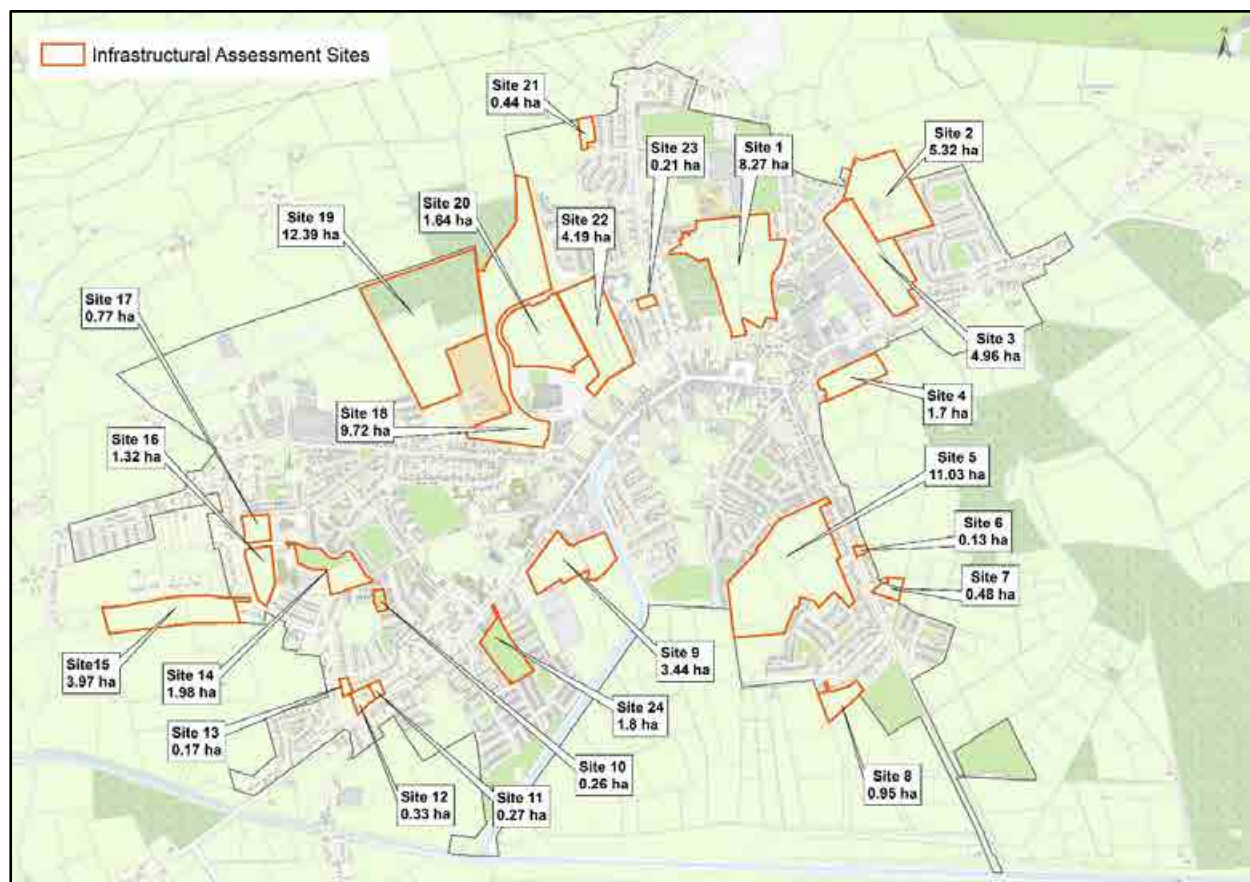 Infrastructural Assessment Sites
Site 21
0.44 ha
Site 23
0.21 ha
Site 1
8.27 ha
Site 2
5.32 ha
Site 20
1.64 ha
Site 22
4.19 ha
Site 19
12.39 ha
Site 17
0.77 ha
Site 3
4.96 ha
Site 4
1.7 ha
Site 18
9.72 ha
Site 16
1.32 ha
Site 5
11.03 ha
Site 6
0.13 ha
Site 7
0.48 ha
Site15
3.97 ha
Site 14
1.98 ha
Site 9
3.44 ha
Site 24
1.8 ha
Site 13
0.17 ha
Site 10
0.26 ha
Site 12
0.33 ha
Site 11
0.27 ha
Site 8
0.95 ha